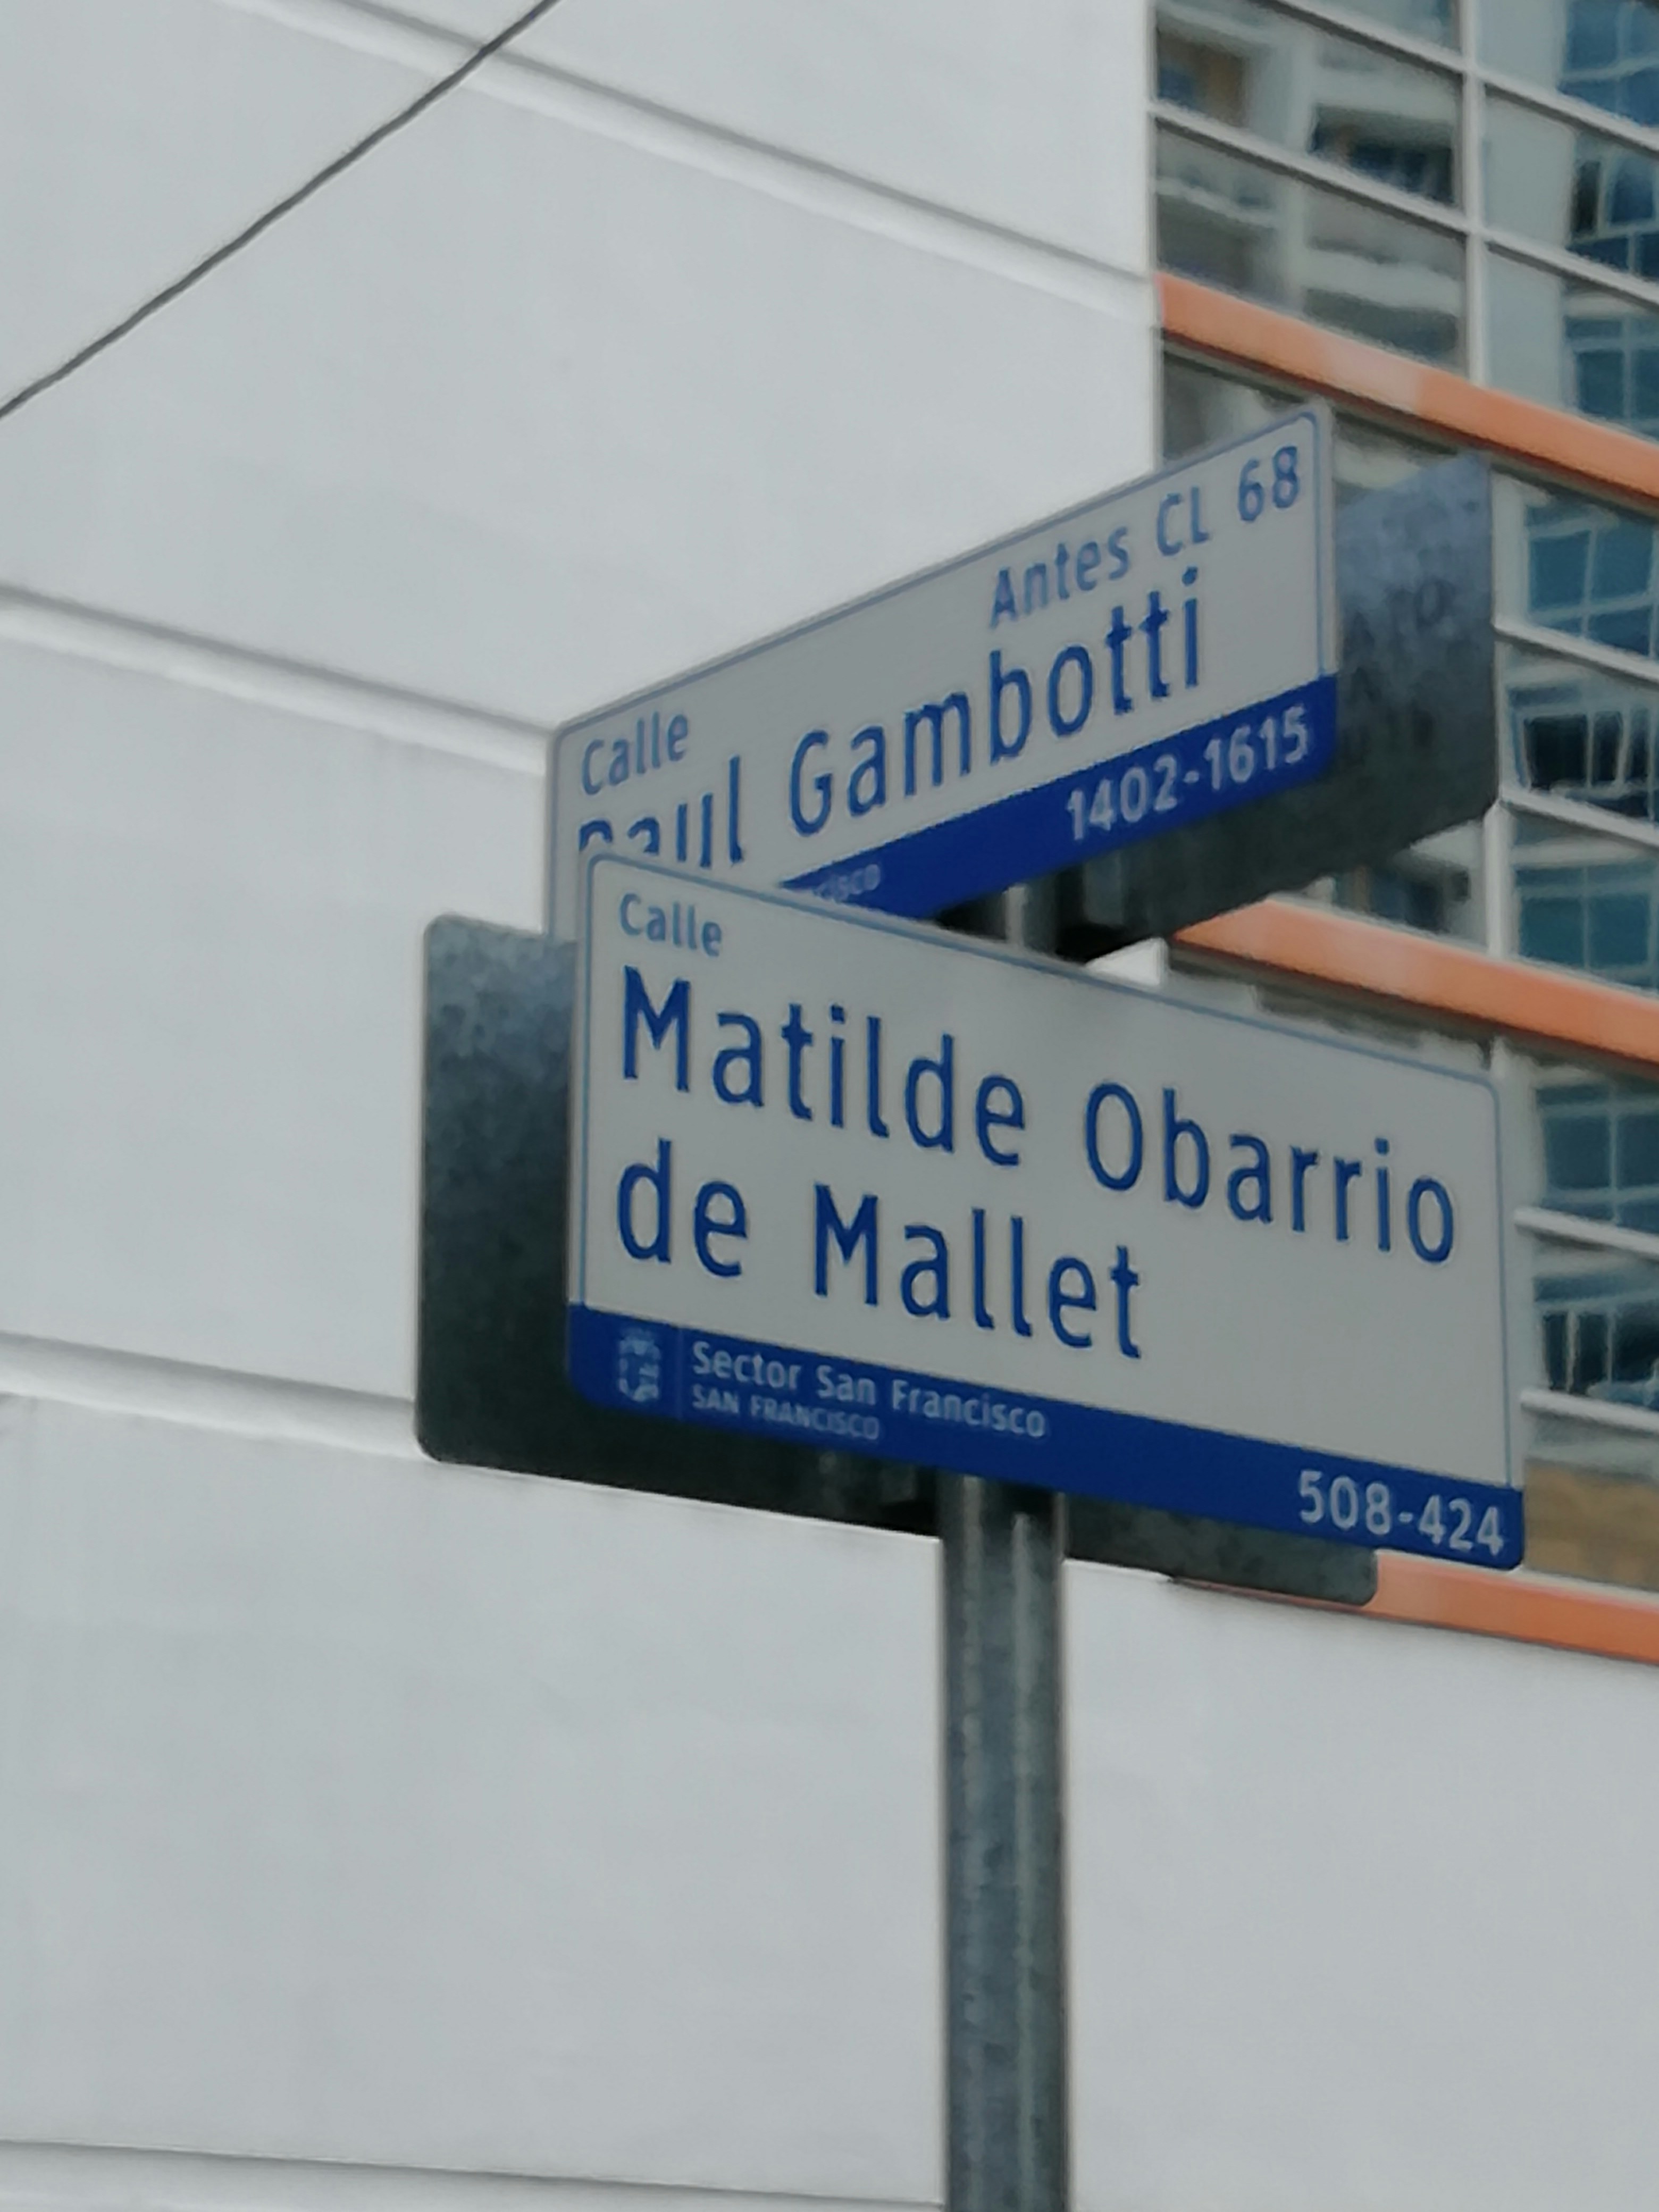 Calle
Antes CL 68
Paul Gambotti
1402-1615
Calle
Matilde Obarrio
de Mallet
Sector San Francisco
SAN FRANCISCO
508-424